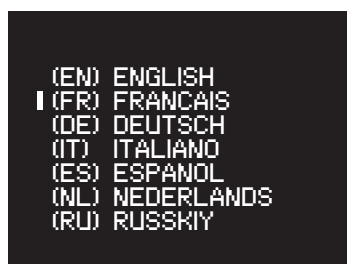 (EN) ENGLISH
(FR) FRANCAIS
(DE) DEUTSCH
(IT) ITALIANO
(ES) ESPANOL
(NL) NEDERLANDS
(RU) RUSSKIY